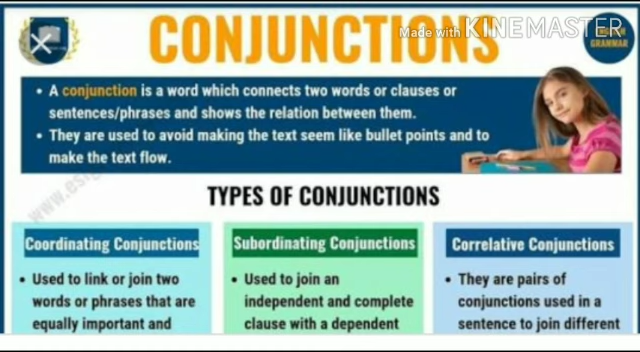 CONJUNCTIONS
Made with KINEMASTER
GRAMMAR
• A conjunction is a word which connects two words or clauses or
sentences/phrases and shows the relation between them.
• They are used to avoid making the text seem like bullet points and to
make the text flow.
TYPES OF CONJUNCTIONS
Coordinating Conjunctions
• Used to link or join two
words or phrases that are
equally important and
Subordinating Conjunctions
• Used to join an
independent and complete
clause with a dependent
Correlative Conjunctions
• They are pairs of
conjunctions used in a
sentence to join different